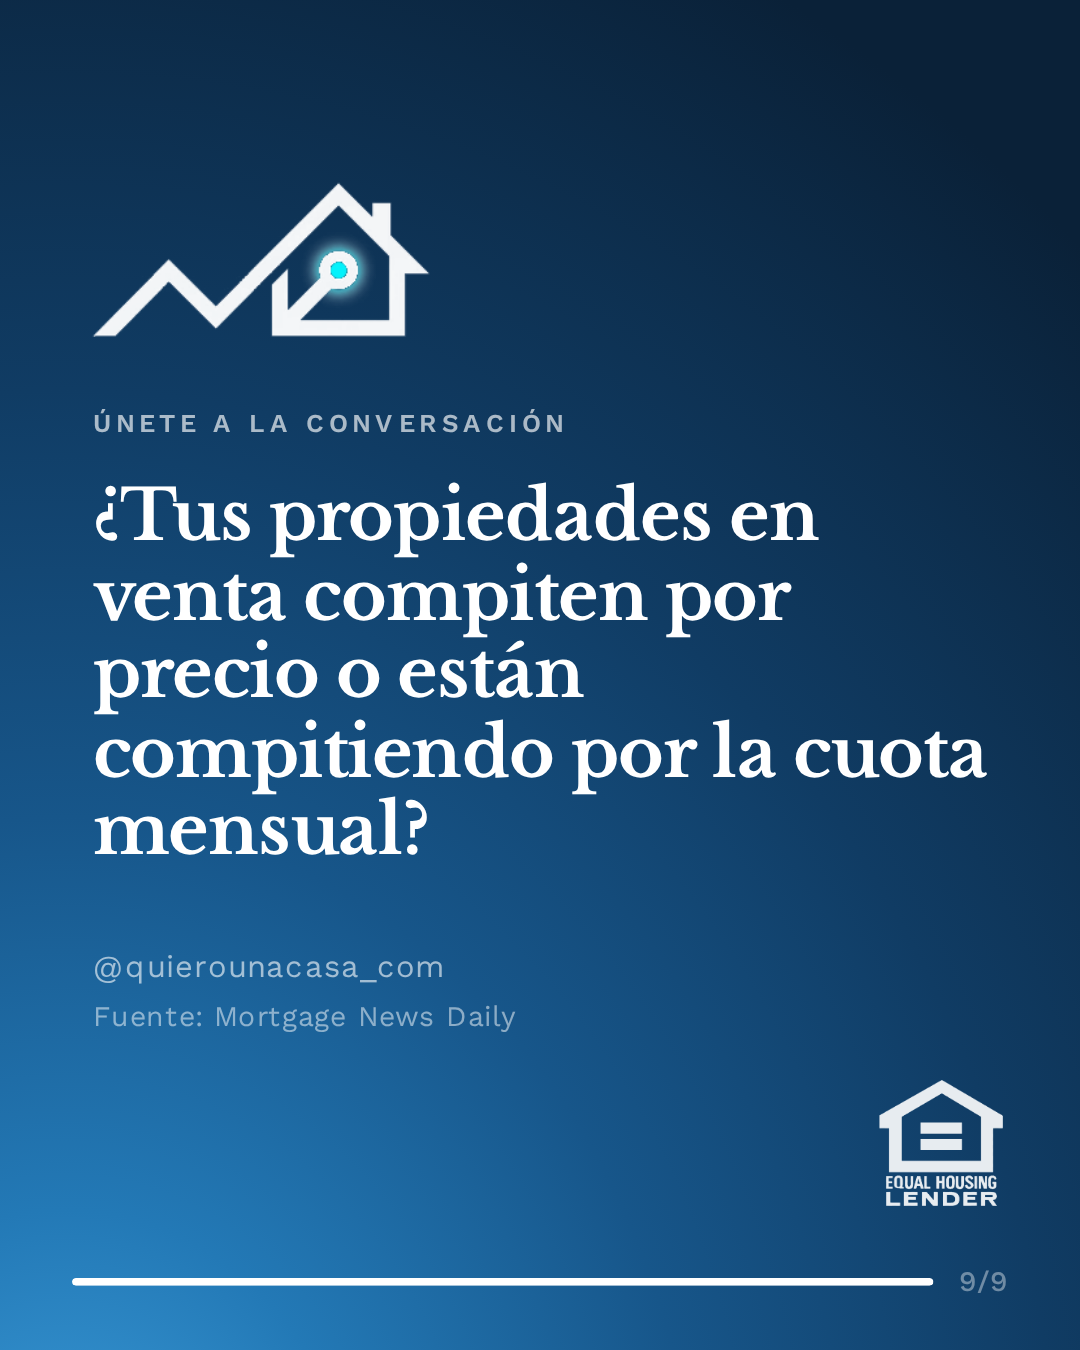 ÚNETE A LA CONVERSACIÓN
¿Tus propiedades en
venta compiten por
precio o están
compitiendo por la cuota
mensual?
@quierounacasa_com
Fuente: Mortgage News Daily
EQUAL HOUSING
LENDER
9/9